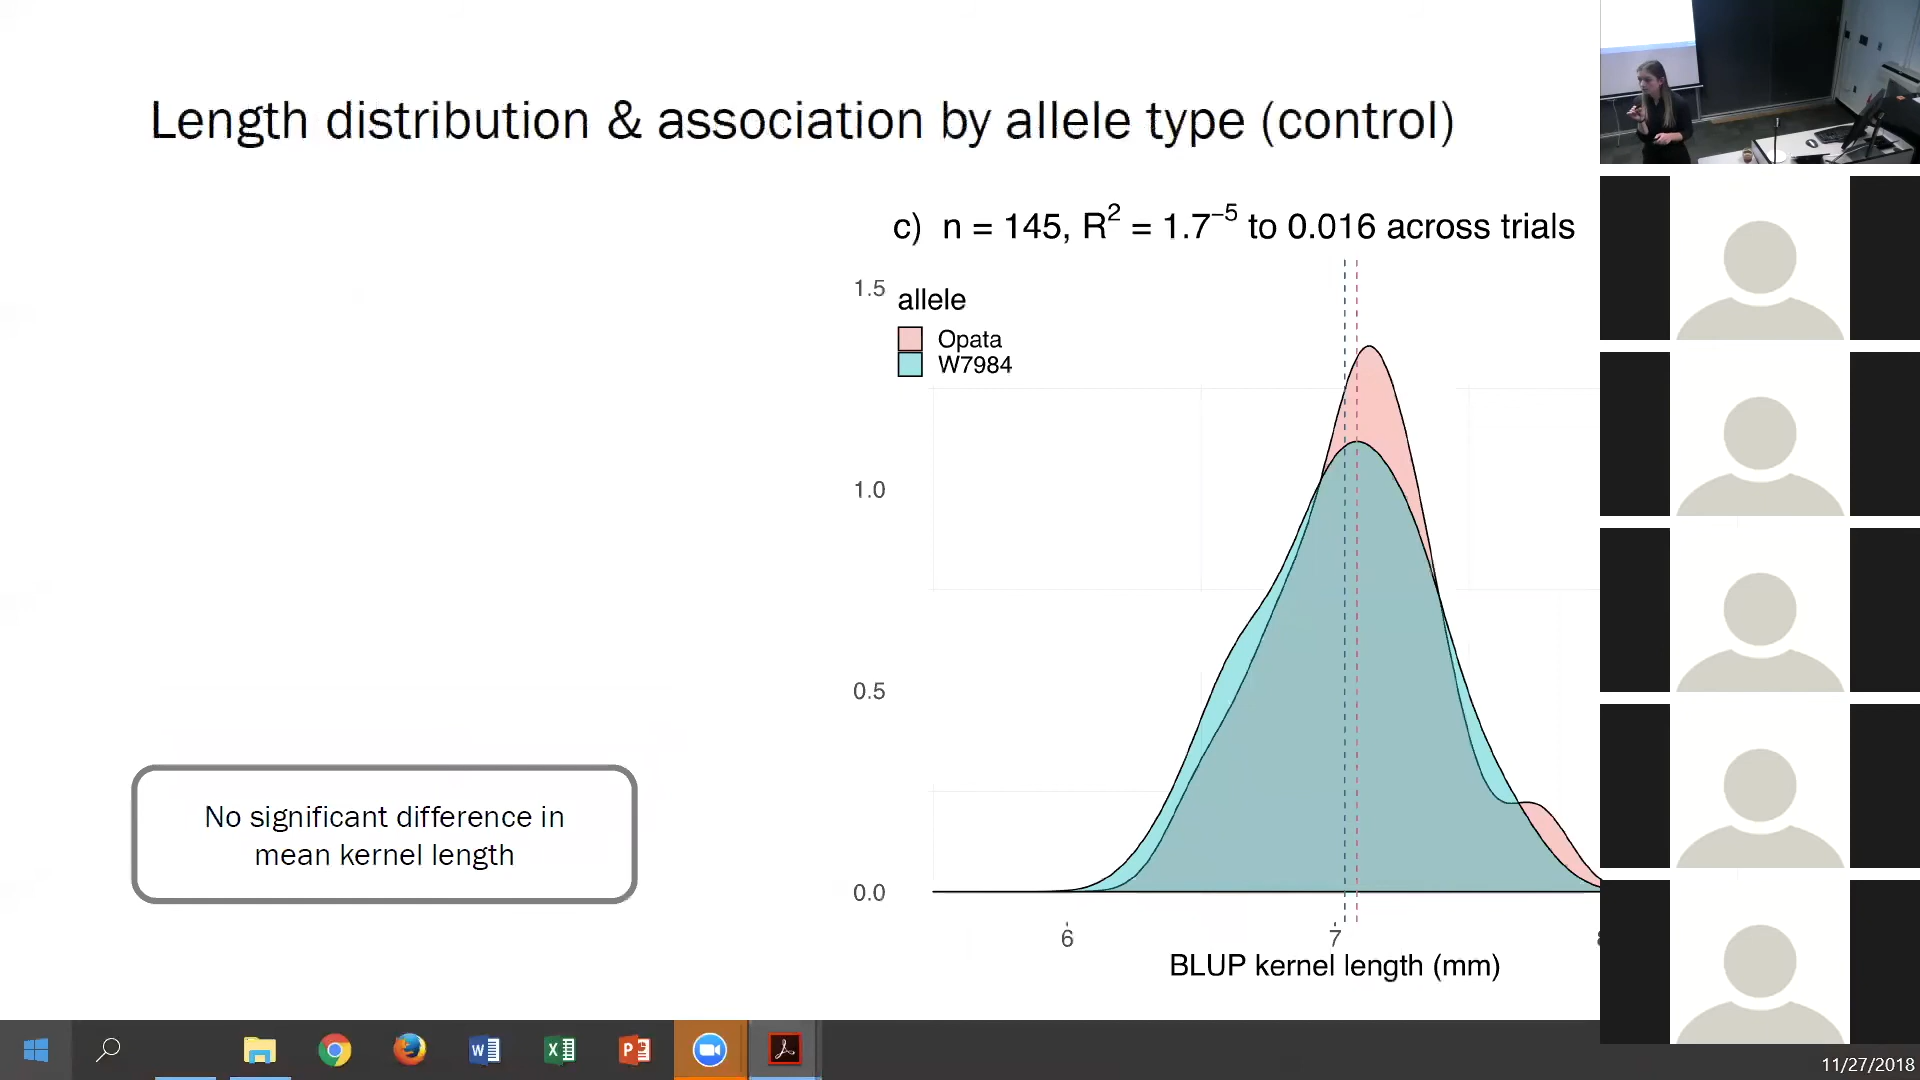 Length distribution & association by allele type (control)
c) n = 145, R² = 1.7⁻⁵ to 0.016 across trials
1.5
allele
Opata
W7984
1.0
0.5
No significant difference in
mean kernel length
0.0
6
7
BLUP kernel length (mm)
11/27/2018